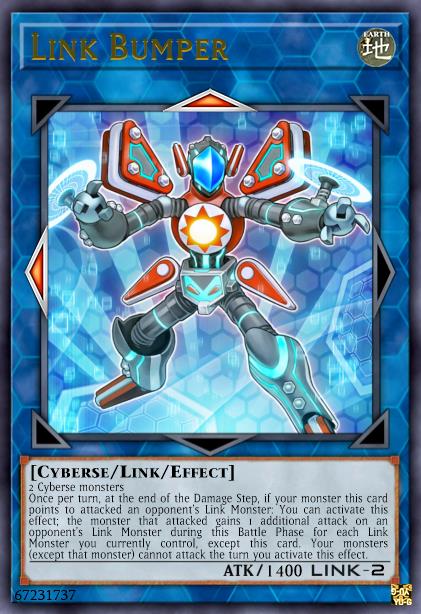 LINK BUMPER
EARTH
地
[CYBERSE/LINK/EFFECT]
2 Cyberse monsters
Once per turn, at the end of the Damage Step, if your monster this card
points to attacked an opponent's Link Monster: You can activate this
effect; the monster that attacked gains 1 additional attack on an
opponent's Link Monster during this Battle Phase for each Link
Monster you currently control, except this card. Your monsters
(except that monster) cannot attack the turn you activate this effect.
ATK/1400 LINK-2
67231737